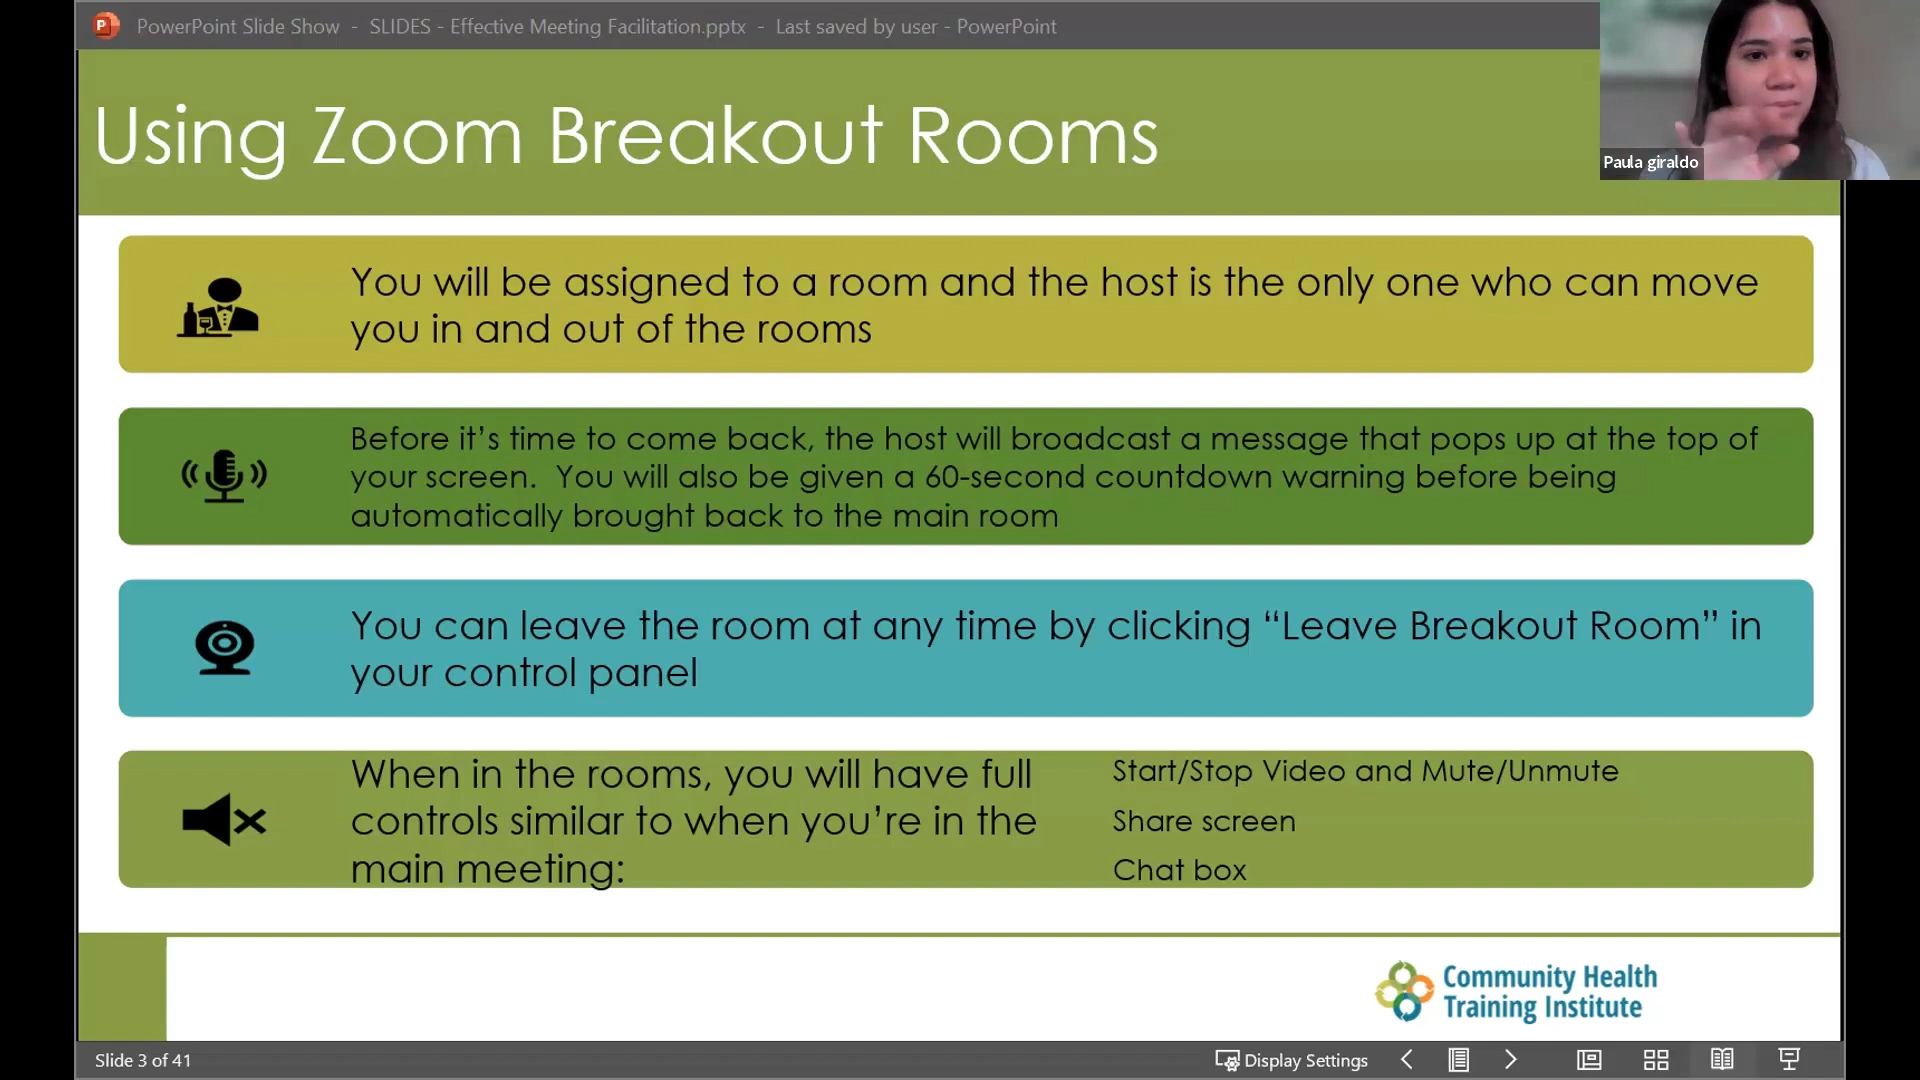 PowerPoint Slide Show - SLIDES - Effective Meeting Facilitation.pptx - Last saved by user - PowerPoint
Paula giraldo
Using Zoom Breakout Rooms
You will be assigned to a room and the host is the only one who can move
you in and out of the rooms
Before it’s time to come back, the host will broadcast a message that pops up at the top of
your screen.  You will also be given a 60-second countdown warning before being
automatically brought back to the main room
You can leave the room at any time by clicking “Leave Breakout Room” in
your control panel
When in the rooms, you will have full
controls similar to when you’re in the
main meeting:
Start/Stop Video and Mute/Unmute
Share screen
Chat box
Community Health
Training Institute
Slide 3 of 41
Display Settings